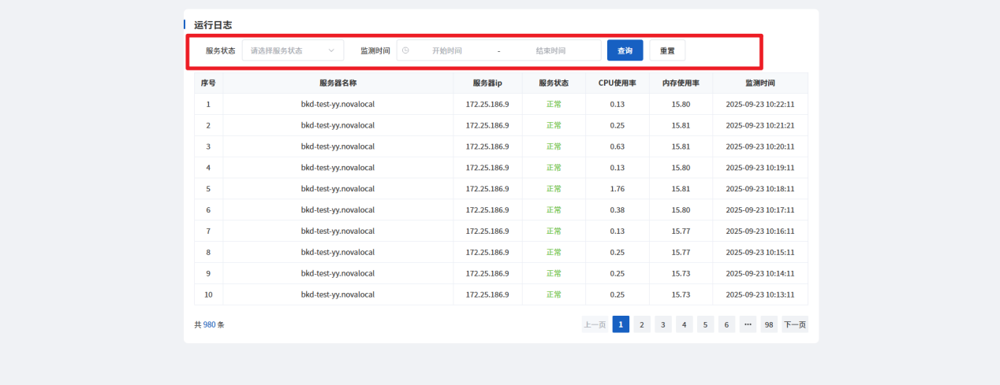 运行日志
服务状态 请选择服务状态 监测时间 开始时间 - 结束时间 查询 重置
序号 服务器名称 服务器ip 服务状态 CPU使用率 内存使用率 监测时间
1 bkd-test-yy.novalocal 172.25.186.9 正常 0.13 15.80 2025-09-23 10:22:11
2 bkd-test-yy.novalocal 172.25.186.9 正常 0.25 15.81 2025-09-23 10:21:21
3 bkd-test-yy.novalocal 172.25.186.9 正常 0.63 15.81 2025-09-23 10:20:11
4 bkd-test-yy.novalocal 172.25.186.9 正常 0.13 15.80 2025-09-23 10:19:11
5 bkd-test-yy.novalocal 172.25.186.9 正常 1.76 15.81 2025-09-23 10:18:11
6 bkd-test-yy.novalocal 172.25.186.9 正常 0.38 15.80 2025-09-23 10:17:11
7 bkd-test-yy.novalocal 172.25.186.9 正常 0.13 15.77 2025-09-23 10:16:11
8 bkd-test-yy.novalocal 172.25.186.9 正常 0.25 15.77 2025-09-23 10:15:11
9 bkd-test-yy.novalocal 172.25.186.9 正常 0.25 15.73 2025-09-23 10:14:11
10 bkd-test-yy.novalocal 172.25.186.9 正常 0.25 15.73 2025-09-23 10:13:11
共 980 条 上一页 1 2 3 4 5 6 ··· 98 下一页